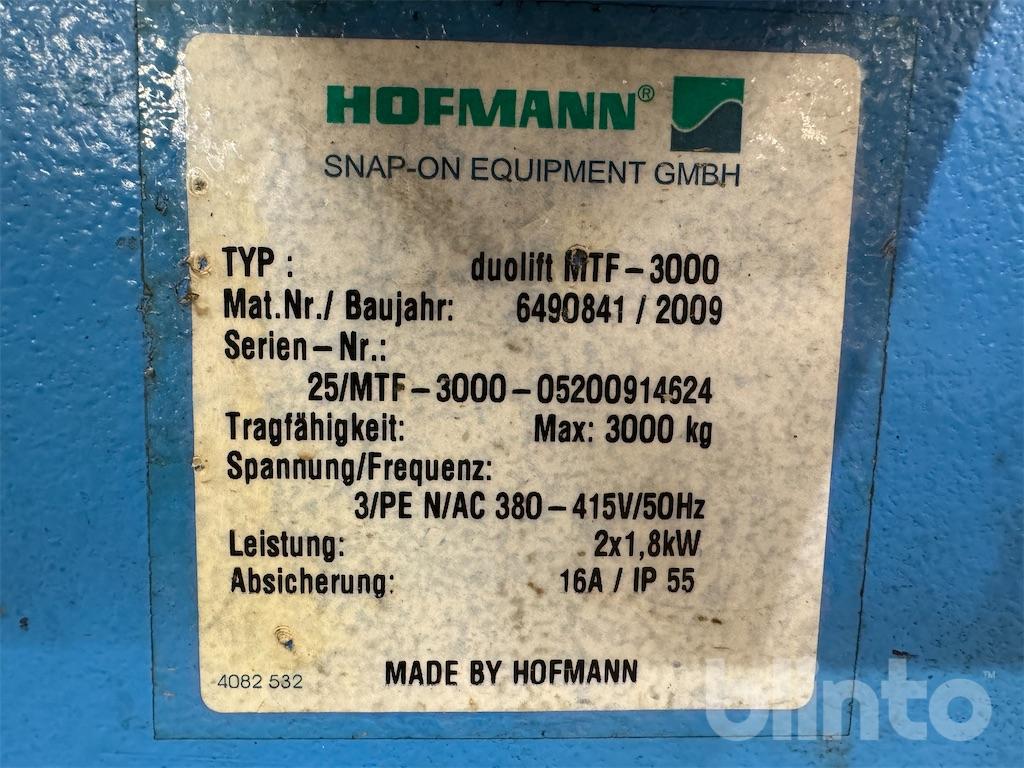 HOFMANN®
SNAP-ON EQUIPMENT GMBH
TYP : duolift MTF-3000
Mat.Nr./ Baujahr: 6490841 / 2009
Serien-Nr.:
25/MTF-3000-05200914624
Tragfähigkeit: Max: 3000 kg
Spannung/Frequenz:
3/PE N/AC 380-415V/50Hz
Leistung: 2x1,8kW
Absicherung: 16A / IP 55
MADE BY HOFMANN
4082 532
blinto™